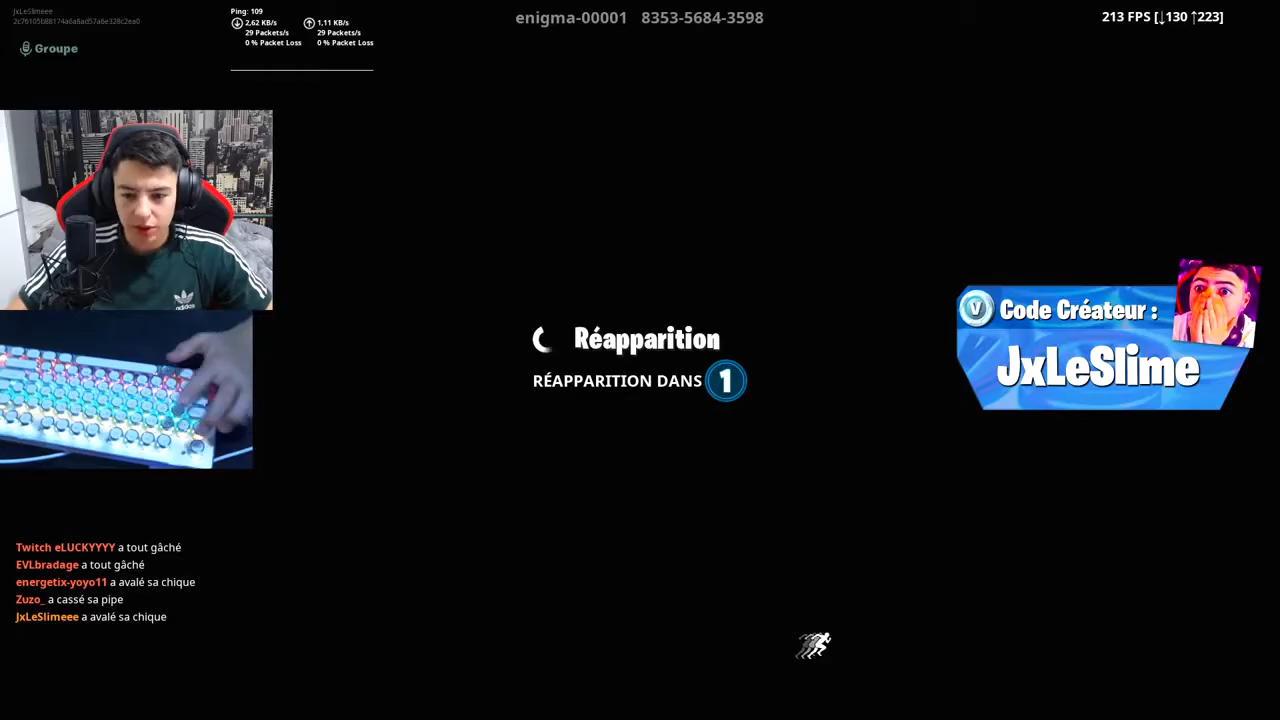 JxLeSlimeee
Groupe
Ping: 109
2,62 KB/s
29 Packets/s
0 % Packet Loss
1,11 KB/s
29 Packets/s
0 % Packet Loss
enigma-00001 8353-5684-3598
213 FPS [↓130 ↑223]
adidas
Réapparition
RÉAPPARITION DANS 1
V Code Créateur :
JxLeSlime
Twitch eLUCKYYYY a tout gâché
EVLbradage a tout gâché
energetix-yoyo11 a avalé sa chique
Zuzo_ a cassé sa pipe
JxLeSlimeee a avalé sa chique